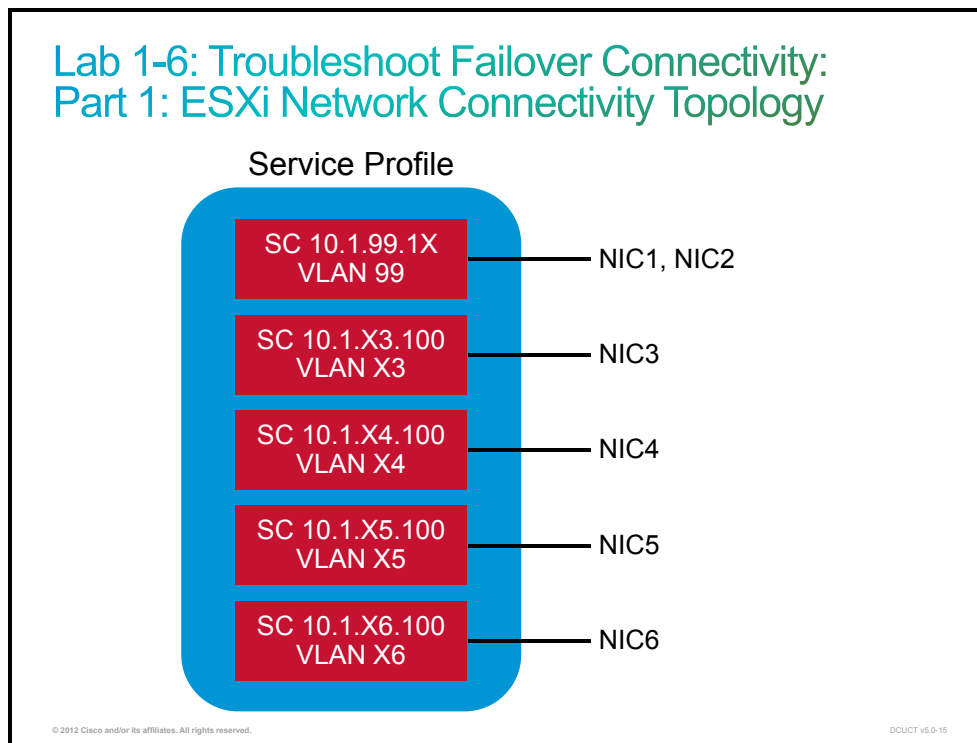 Lab 1-6: Troubleshoot Failover Connectivity:
Part 1: ESXi Network Connectivity Topology
Service Profile
SC 10.1.99.1X
VLAN 99
NIC1, NIC2
SC 10.1.X3.100
VLAN X3
NIC3
SC 10.1.X4.100
VLAN X4
NIC4
SC 10.1.X5.100
VLAN X5
NIC5
SC 10.1.X6.100
VLAN X6
NIC6
© 2012 Cisco and/or its affiliates. All rights reserved.
DCUCT v5.0-15